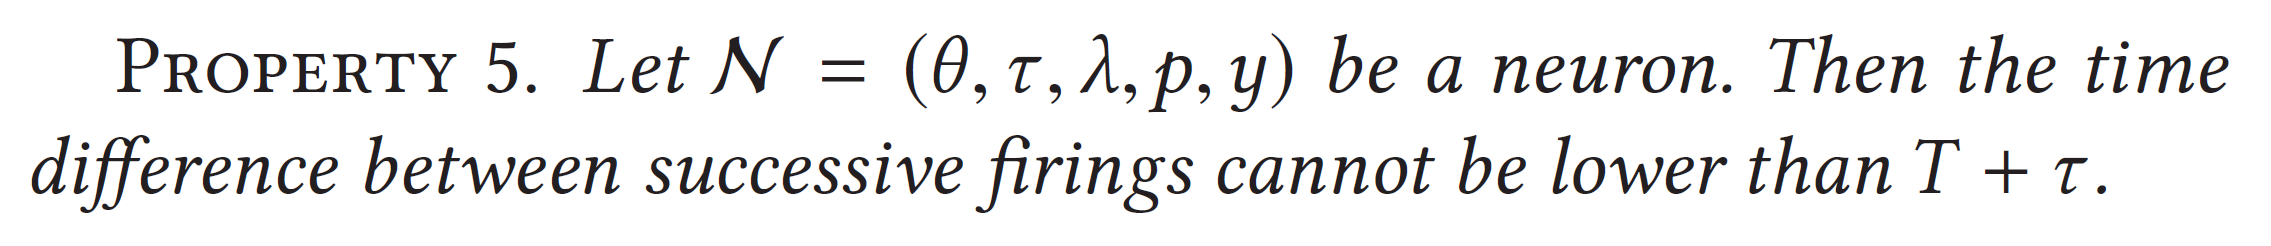 PROPERTY 5. Let 𝒩 = (θ, τ, λ, p, y) be a neuron. Then the time
difference between successive firings cannot be lower than T + τ.